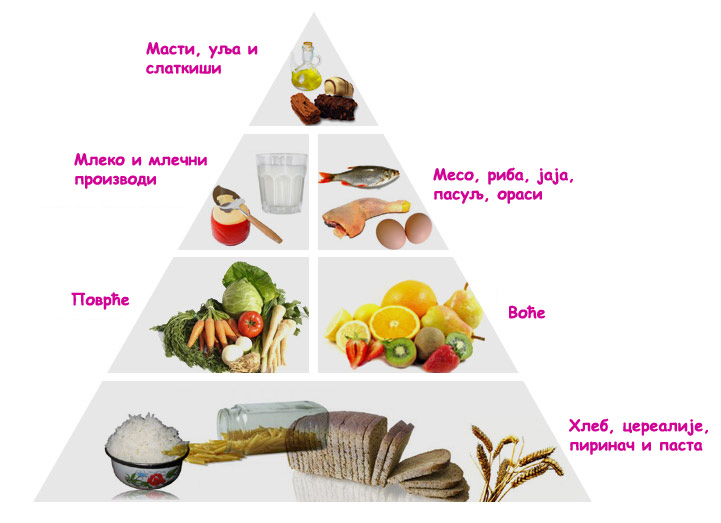 Масти, уља и
слаткиши
Млеко и млечни
производи
Месо, риба, јаја,
пасуљ, ораси
Поврће
Воће
Хлеб, цереалије,
пиринач и паста